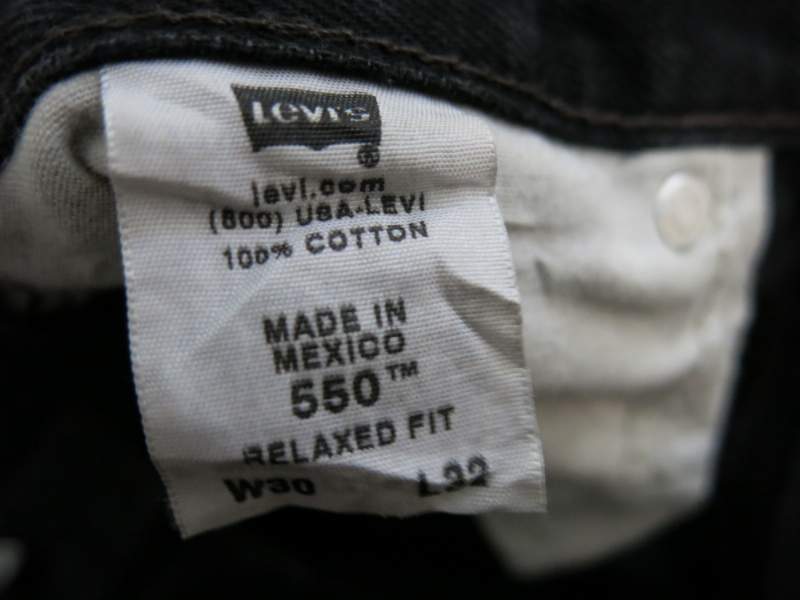 Levi's ®
levi.com
(800) USA-LEVI
100% COTTON
MADE IN
MEXICO
550™
RELAXED FIT
W30 L32